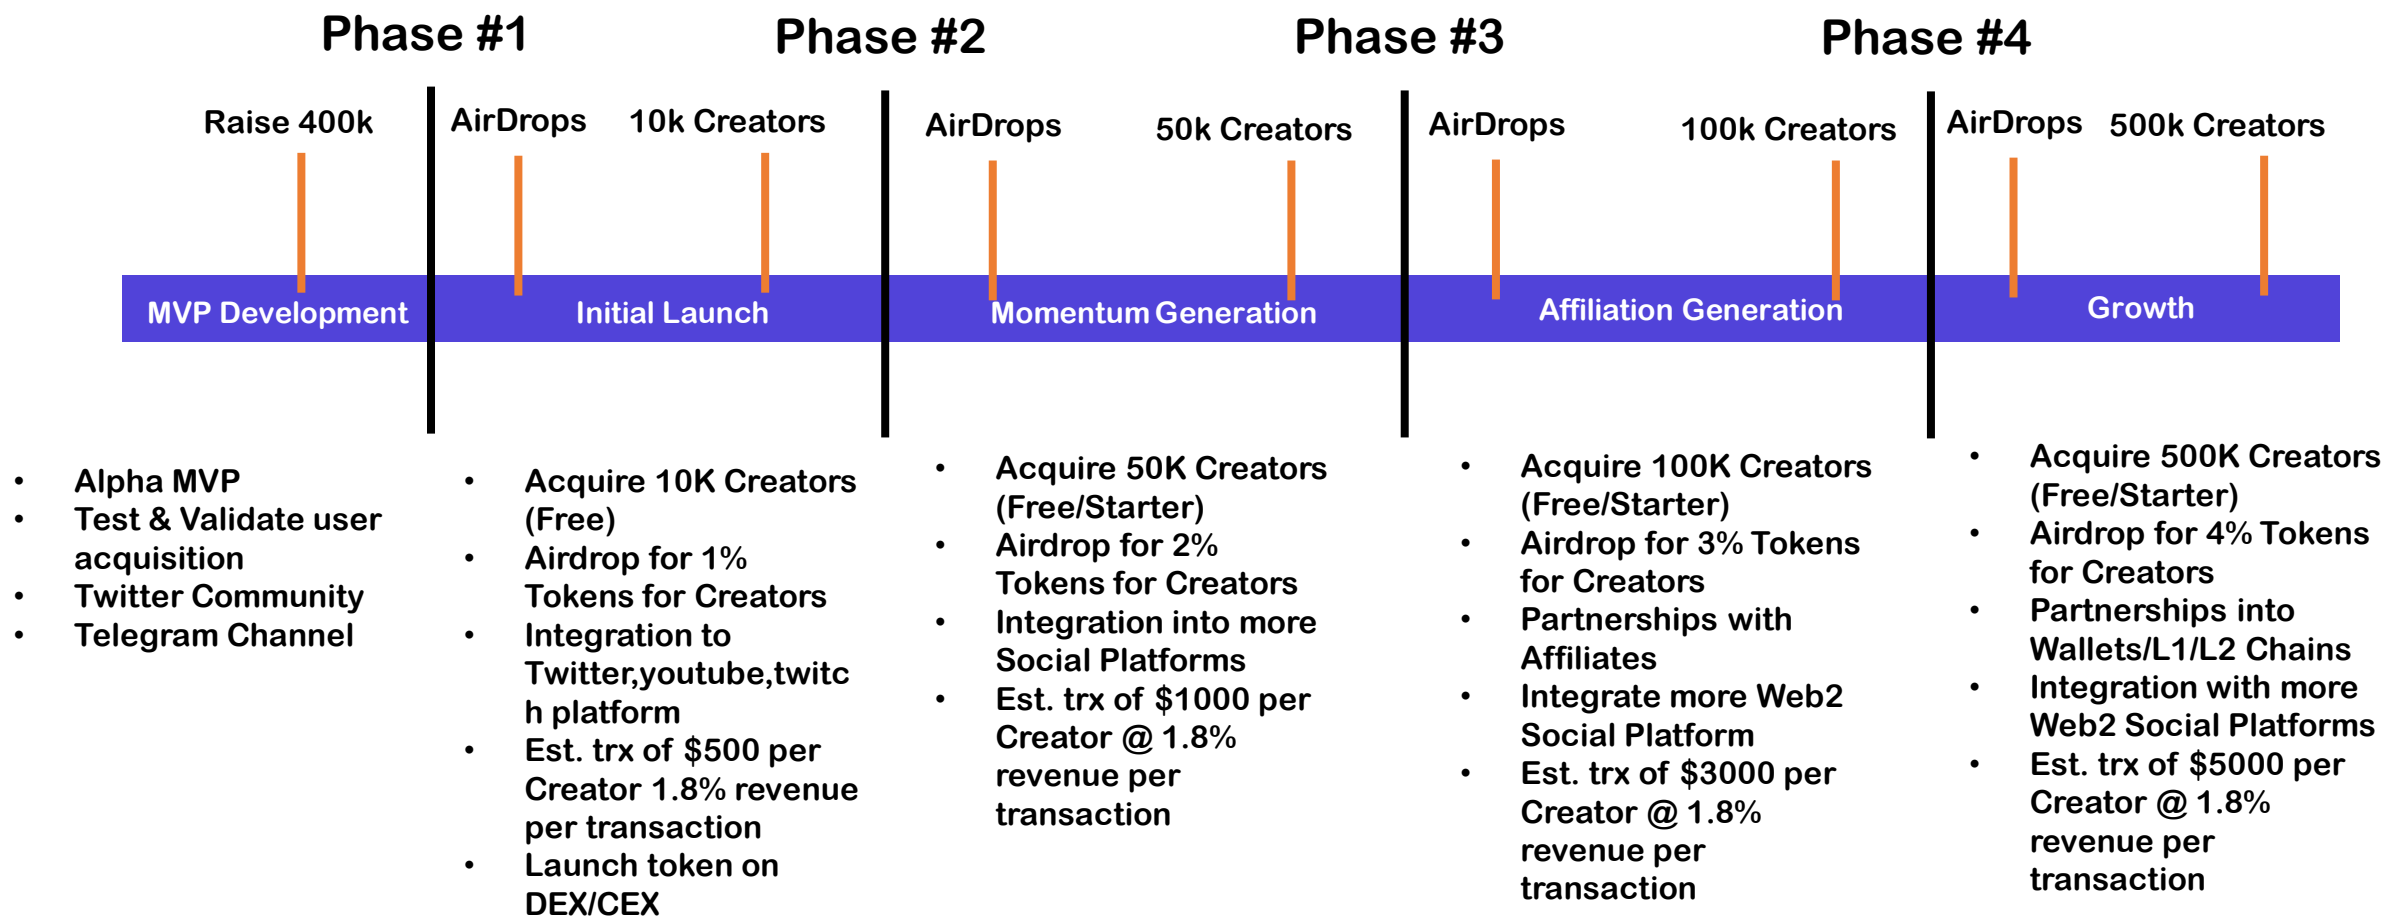 Phase #1
Phase #2
Phase #3
Phase #4
Raise 400k
AirDrops
10k Creators
AirDrops
50k Creators
AirDrops
100k Creators
AirDrops
500k Creators
MVP Development
Initial Launch
Momentum Generation
Affiliation Generation
Growth
• Alpha MVP
• Test & Validate user
acquisition
• Twitter Community
• Telegram Channel
• Acquire 10K Creators
(Free)
• Airdrop for 1%
Tokens for Creators
• Integration to
Twitter,youtube,twitc
h platform
• Est. trx of $500 per
Creator 1.8% revenue
per transaction
• Launch token on
DEX/CEX
• Acquire 50K Creators
(Free/Starter)
• Airdrop for 2%
Tokens for Creators
• Integration into more
Social Platforms
• Est. trx of $1000 per
Creator @ 1.8%
revenue per
transaction
• Acquire 100K Creators
(Free/Starter)
• Airdrop for 3% Tokens
for Creators
• Partnerships with
Affiliates
• Integrate more Web2
Social Platform
• Est. trx of $3000 per
Creator @ 1.8%
revenue per
transaction
• Acquire 500K Creators
(Free/Starter)
• Airdrop for 4% Tokens
for Creators
• Partnerships into
Wallets/L1/L2 Chains
• Integration with more
Web2 Social Platforms
• Est. trx of $5000 per
Creator @ 1.8%
revenue per
transaction